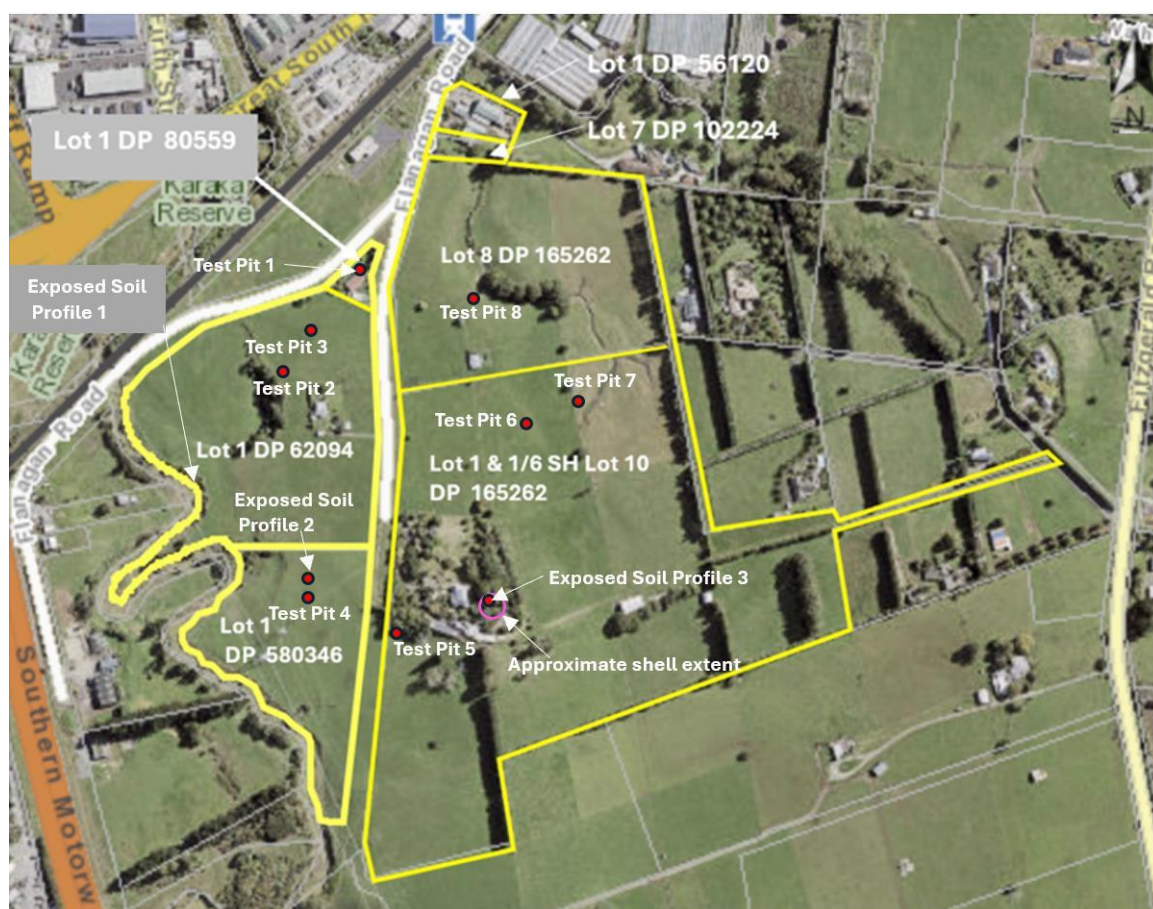 Great South
Lot 1 DP 56120
Lot 7 DP 102224
Lot 1 DP 80559
Flanagan Road
Ramp
Karaka
Reserve
N
Lot 8 DP 165262
Test Pit 1
Exposed Soil
Profile 1
Test Pit 8
Test Pit 3
Test Pit 2
Test Pit 7
Test Pit 6
Lot 1 DP 62094
Lot 1 & 1/6 SH Lot 10
DP 165262
Flanagan Road
Exposed Soil
Profile 2
Exposed Soil Profile 3
Test Pit 4
Lot 1
DP 580346
Test Pit 5
Approximate shell extent
Southern Motorw
Fitzgerald R